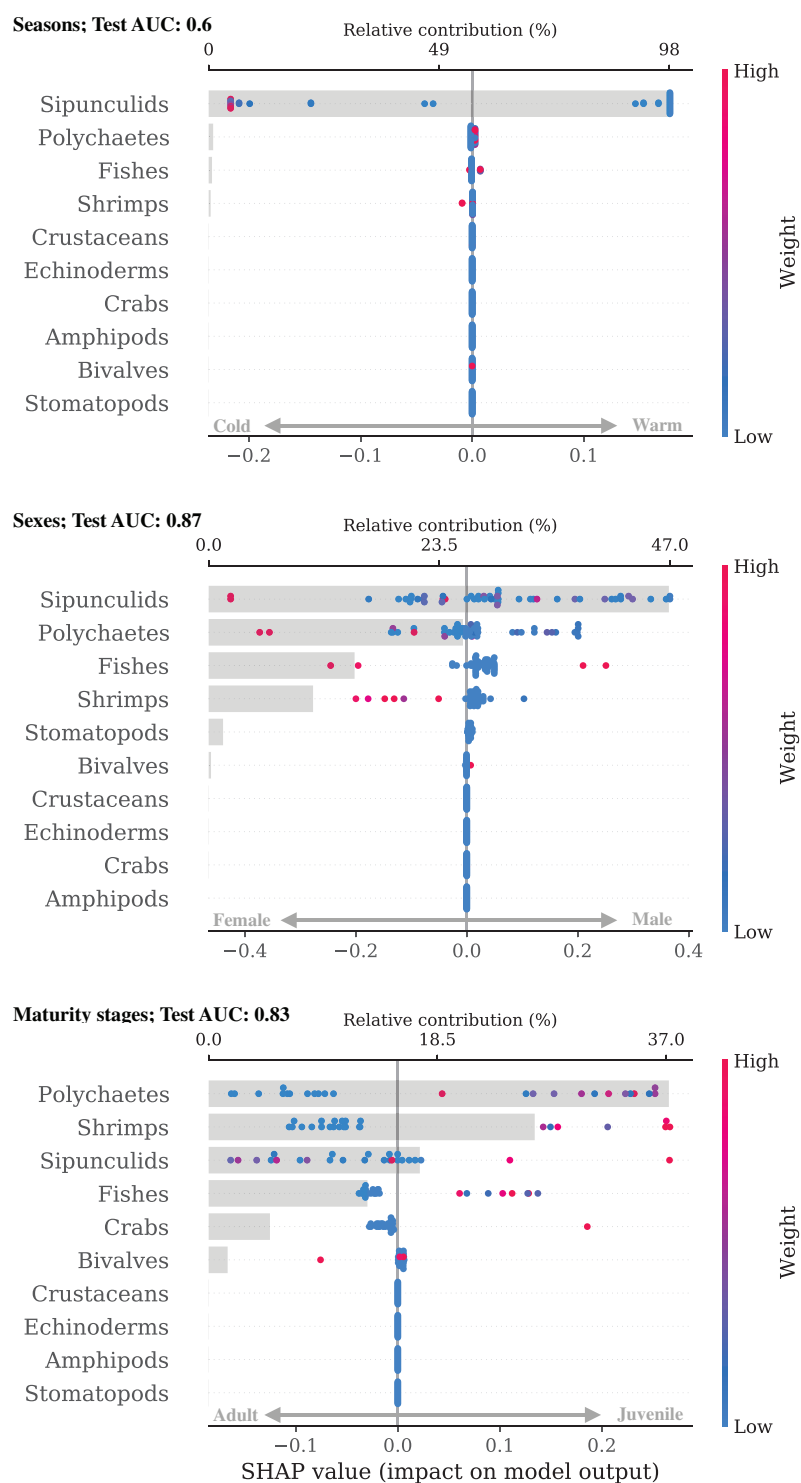 Seasons; Test AUC: 0.6
Relative contribution (%)
0 49 98
High
Sipunculids
Polychaetes
Fishes
Shrimps
Crustaceans
Echinoderms
Crabs
Amphipods
Bivalves
Stomatopods
Weight
Cold Warm
Low
−0.2 −0.1 0.0 0.1
Sexes; Test AUC: 0.87
Relative contribution (%)
0.0 23.5 47.0
High
Sipunculids
Polychaetes
Fishes
Shrimps
Stomatopods
Bivalves
Crustaceans
Echinoderms
Crabs
Amphipods
Weight
Female Male
Low
−0.4 −0.2 0.0 0.2 0.4
Maturity stages; Test AUC: 0.83
Relative contribution (%)
0.0 18.5 37.0
High
Polychaetes
Shrimps
Sipunculids
Fishes
Crabs
Bivalves
Crustaceans
Echinoderms
Amphipods
Stomatopods
Weight
Adult Juvenile
Low
−0.1 0.0 0.1 0.2
SHAP value (impact on model output)